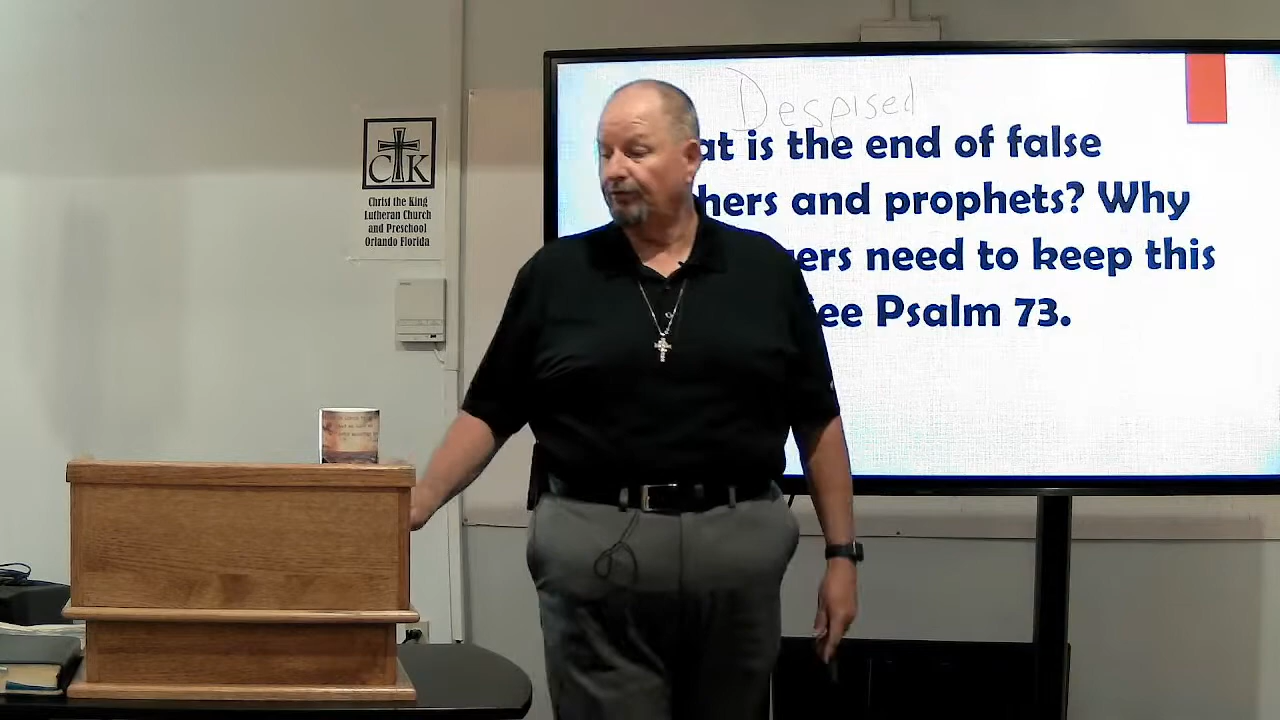 CTK
Christ the King
Lutheran Church
and Preschool
Orlando Florida
Despised
at is the end of false
hers and prophets? Why
ers need to keep this
ee Psalm 73.